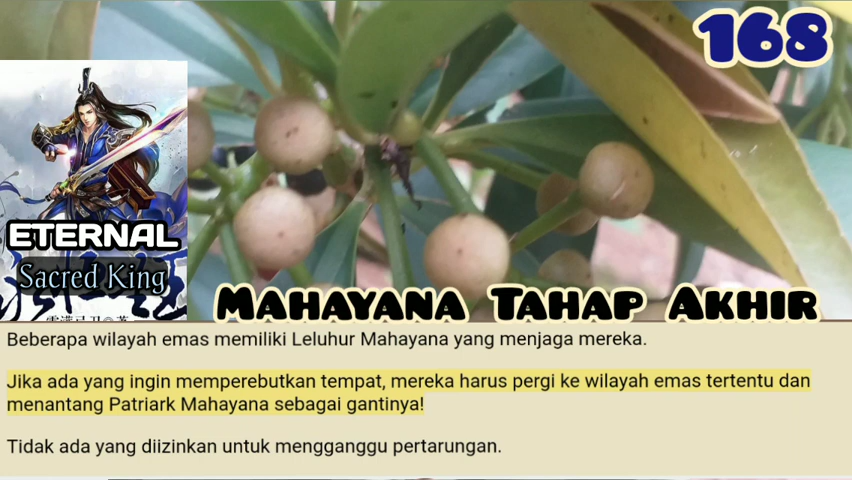 168
ETERNAL
Sacred King
MAHAYANA TAHAP AKHIR
Beberapa wilayah emas memiliki Leluhur Mahayana yang menjaga mereka.
Jika ada yang ingin memperebutkan tempat, mereka harus pergi ke wilayah emas tertentu dan
menantang Patriark Mahayana sebagai gantinya!
Tidak ada yang diizinkan untuk mengganggu pertarungan.